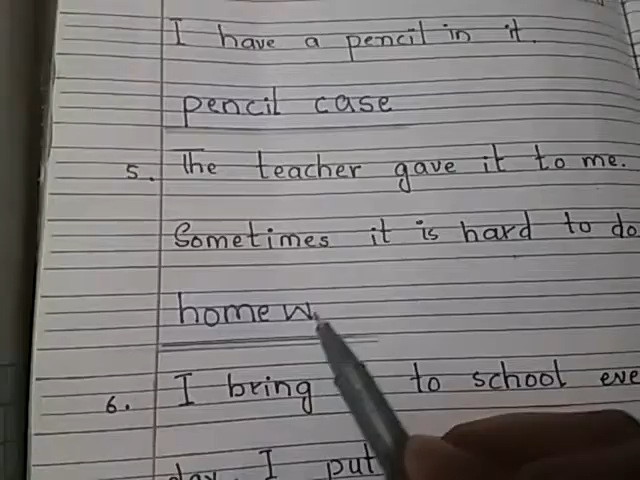 I have a pencil in it.
pencil case
5. The teacher gave it to me.
Sometimes it is hard to do
homew
6. I bring to school eve
day. I put